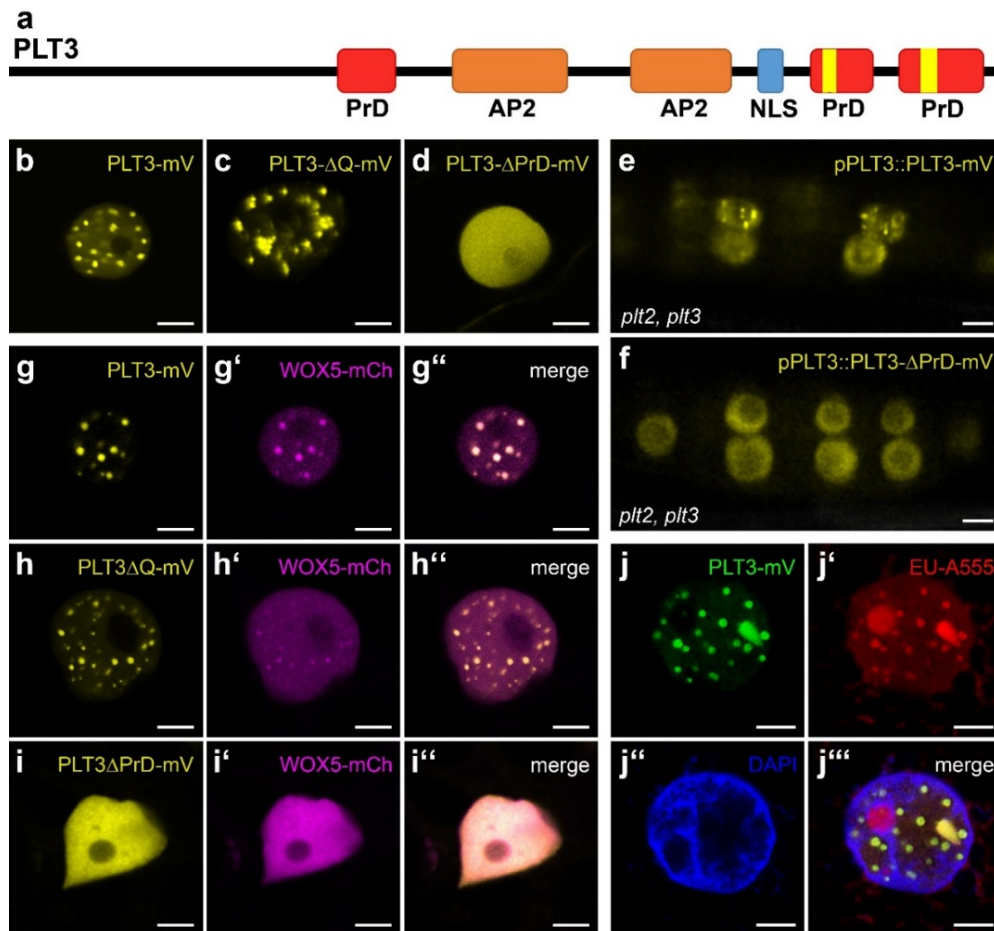 a
PLT3
PrD AP2 AP2 NLS PrD PrD
b PLT3-mV
c PLT3-ΔQ-mV
d PLT3-ΔPrD-mV
e pPLT3::PLT3-mV
plt2, plt3
f pPLT3::PLT3-ΔPrD-mV
plt2, plt3
g PLT3-mV
g‘ WOX5-mCh
g“ merge
h PLT3ΔQ-mV
h‘ WOX5-mCh
h“ merge
i PLT3ΔPrD-mV
i‘ WOX5-mCh
i“ merge
j PLT3-mV
j‘ EU-A555
j“ DAPI
j“‘ merge